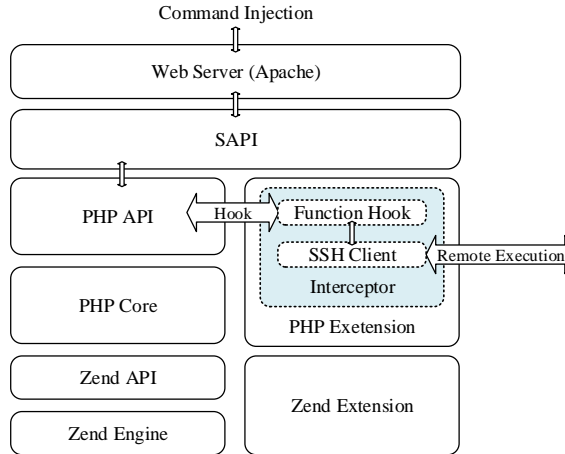 Command Injection
Web Server (Apache)
SAPI
PHP API
Hook
Function Hook
SSH Client
Remote Execution
Interceptor
PHP Core
PHP Exetension
Zend API
Zend Extension
Zend Engine